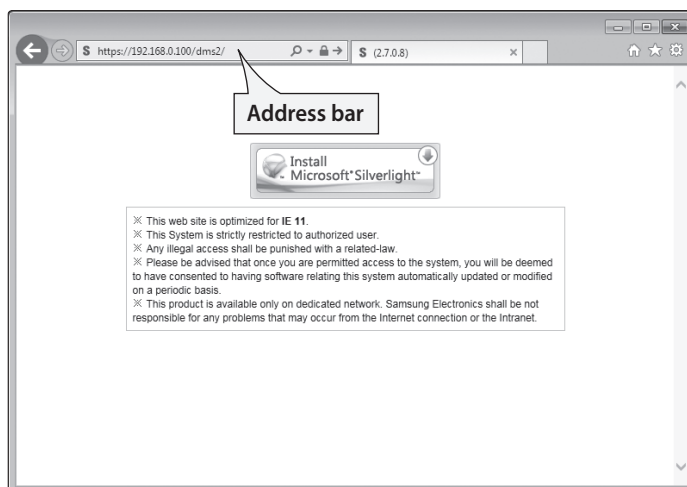 S https://192.168.0.100/dms2/
S (2.7.0.8)
Address bar
Install
Microsoft® Silverlight™
※ This web site is optimized for IE 11.
※ This System is strictly restricted to authorized user.
※ Any illegal access shall be punished with a related-law.
※ Please be advised that once you are permitted access to the system, you will be deemed
to have consented to having software relating this system automatically updated or modified
on a periodic basis.
※ This product is available only on dedicated network. Samsung Electronics shall be not
responsible for any problems that may occur from the Internet connection or the Intranet.